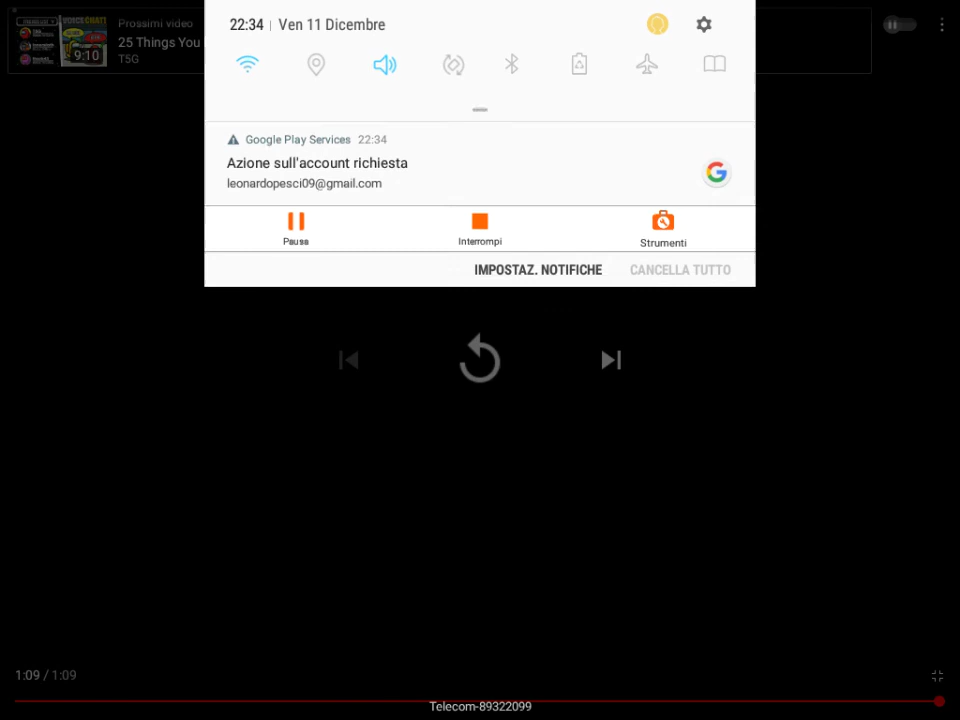 22:34 | Ven 11 Dicembre
Prossimi video
25 Things You
T5G
9:10
VOICE CHAT!
Google Play Services 22:34
Azione sull'account richiesta
leonardopesci09@gmail.com
Pausa
Interrompi
Strumenti
IMPOSTAZ. NOTIFICHE
CANCELLA TUTTO
1:09 / 1:09
Telecom-89322099